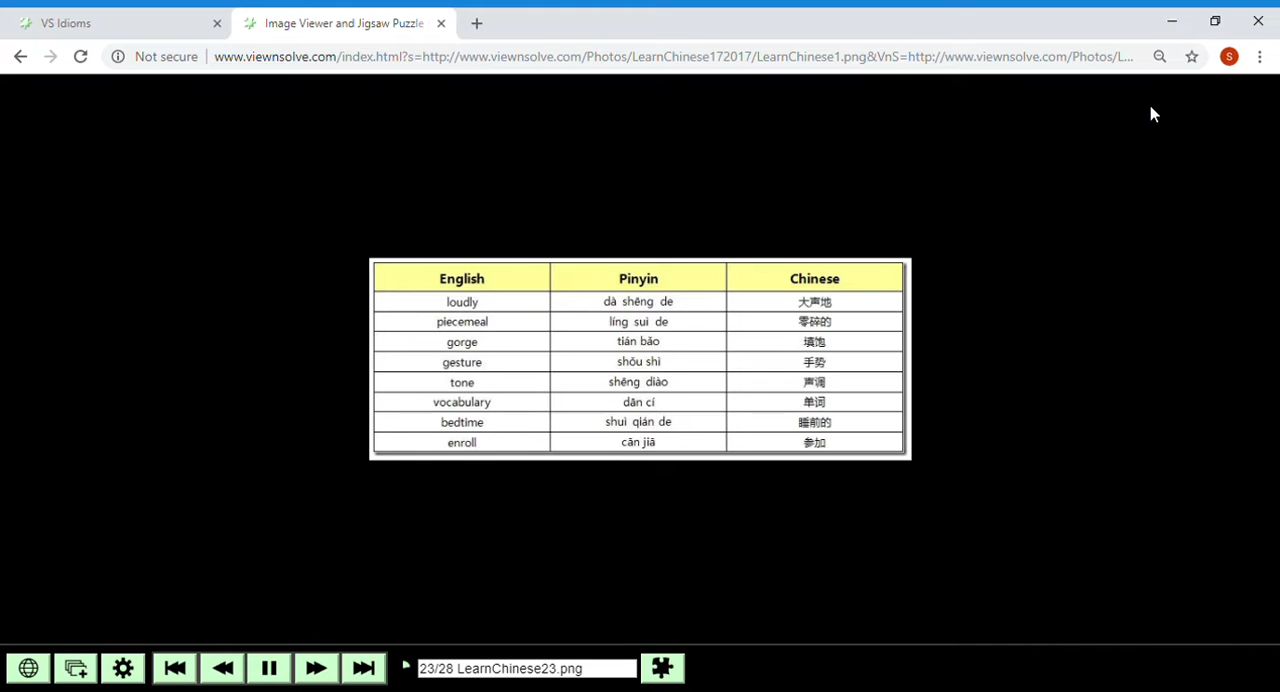 VS Idioms
Image Viewer and Jigsaw Puzzle
Not secure www.viewnsolve.com/index.html?s=http://www.viewnsolve.com/Photos/LearnChinese172017/LearnChinese1.png&VnS=http://www.viewnsolve.com/Photos/L...
S
English Pinyin Chinese
loudly dà shēng de 大声地
piecemeal líng suì de 零碎的
gorge tián bǎo 填饱
gesture shǒu shì 手势
tone shēng diào 声调
vocabulary dān cí 单词
bedtime shuì qián de 睡前的
enroll cān jiā 参加
23/28 LearnChinese23.png